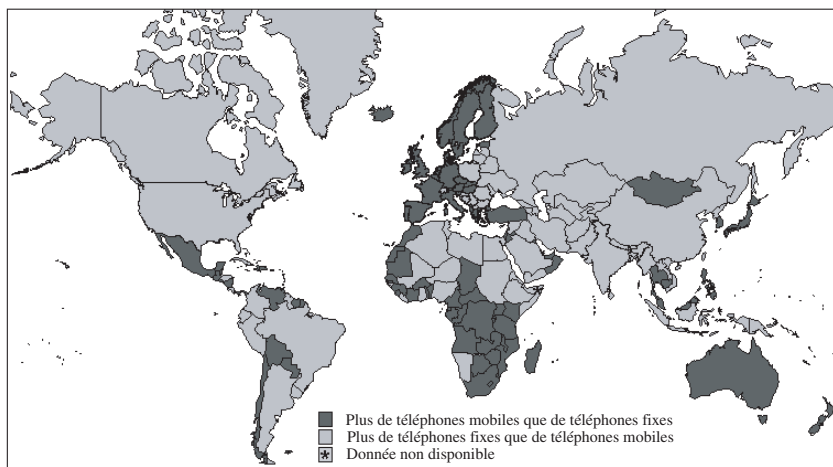 Plus de téléphones mobiles que de téléphones fixes
Plus de téléphones fixes que de téléphones mobiles
* Donnée non disponible